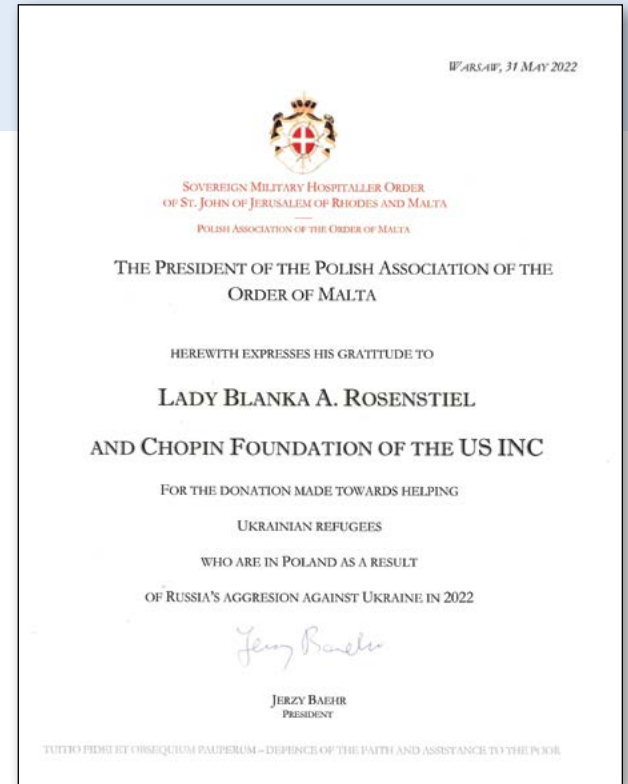 WARSAW, 31 MAY 2022
SOVEREIGN MILITARY HOSPITALLER ORDER
OF ST. JOHN OF JERUSALEM OF RHODES AND MALTA
POLISH ASSOCIATION OF THE ORDER OF MALTA
THE PRESIDENT OF THE POLISH ASSOCIATION OF THE
ORDER OF MALTA
HEREWITH EXPRESSES HIS GRATITUDE TO
LADY BLANKA A. ROSENSTIEL
AND CHOPIN FOUNDATION OF THE US INC
FOR THE DONATION MADE TOWARDS HELPING
UKRAINIAN REFUGEES
WHO ARE IN POLAND AS A RESULT
OF RUSSIA'S AGGRESION AGAINST UKRAINE IN 2022
Jerzy Baehr
JERZY BAEHR
PRESIDENT
TUITIO FIDEI ET OBSEQUIUM PAUPERUM – DEFENCE OF THE FAITH AND ASSISTANCE TO THE POOR